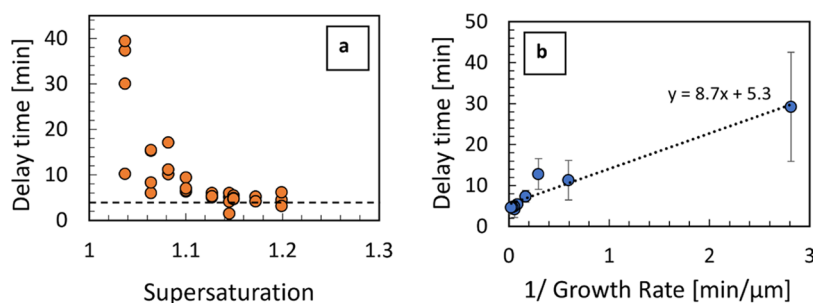 a
Delay time [min]
40
30
20
10
0
1
1.1
1.2
1.3
Supersaturation
b
Delay time [min]
50
40
30
20
10
0
y = 8.7x + 5.3
0
1
2
3
1/ Growth Rate [min/μm]